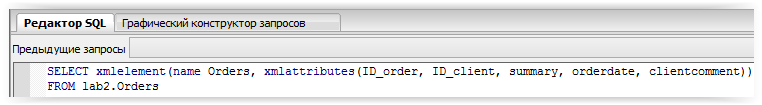 Редактор SQL Графический конструктор запросов
Предыдущие запросы
SELECT xmlelement(name Orders, xmlattributes(ID_order, ID_client, summary, orderdate, clientcomment))
FROM lab2.Orders